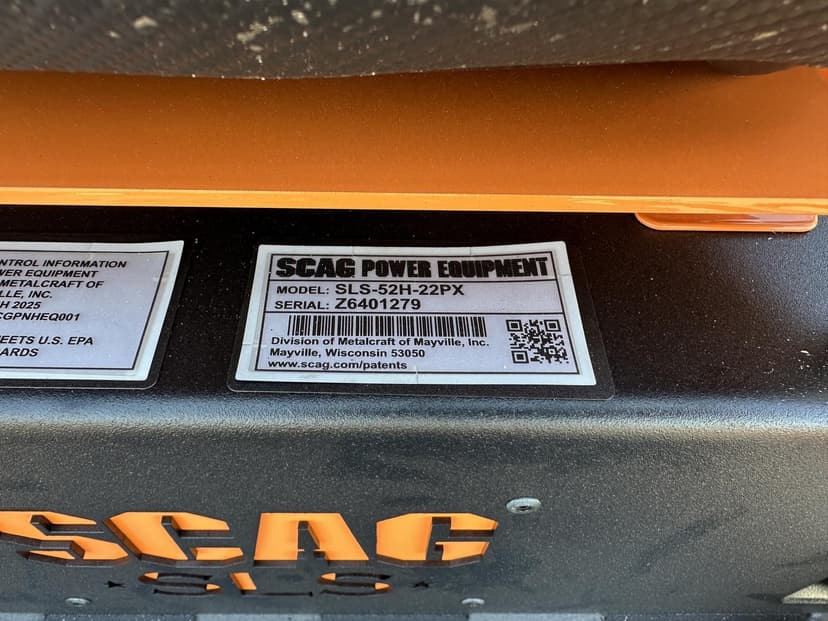 NTROL INFORMATION
WER EQUIPMENT
METALCRAFT OF
LLE, INC.
H 2025
CGPNHEQ001
EETS U.S. EPA
ARDS
SCAG POWER EQUIPMENT
MODEL: SLS-52H-22PX
SERIAL: Z6401279
Division of Metalcraft of Mayville, Inc.
Mayville, Wisconsin 53050
www.scag.com/patents
SCAG
SLS